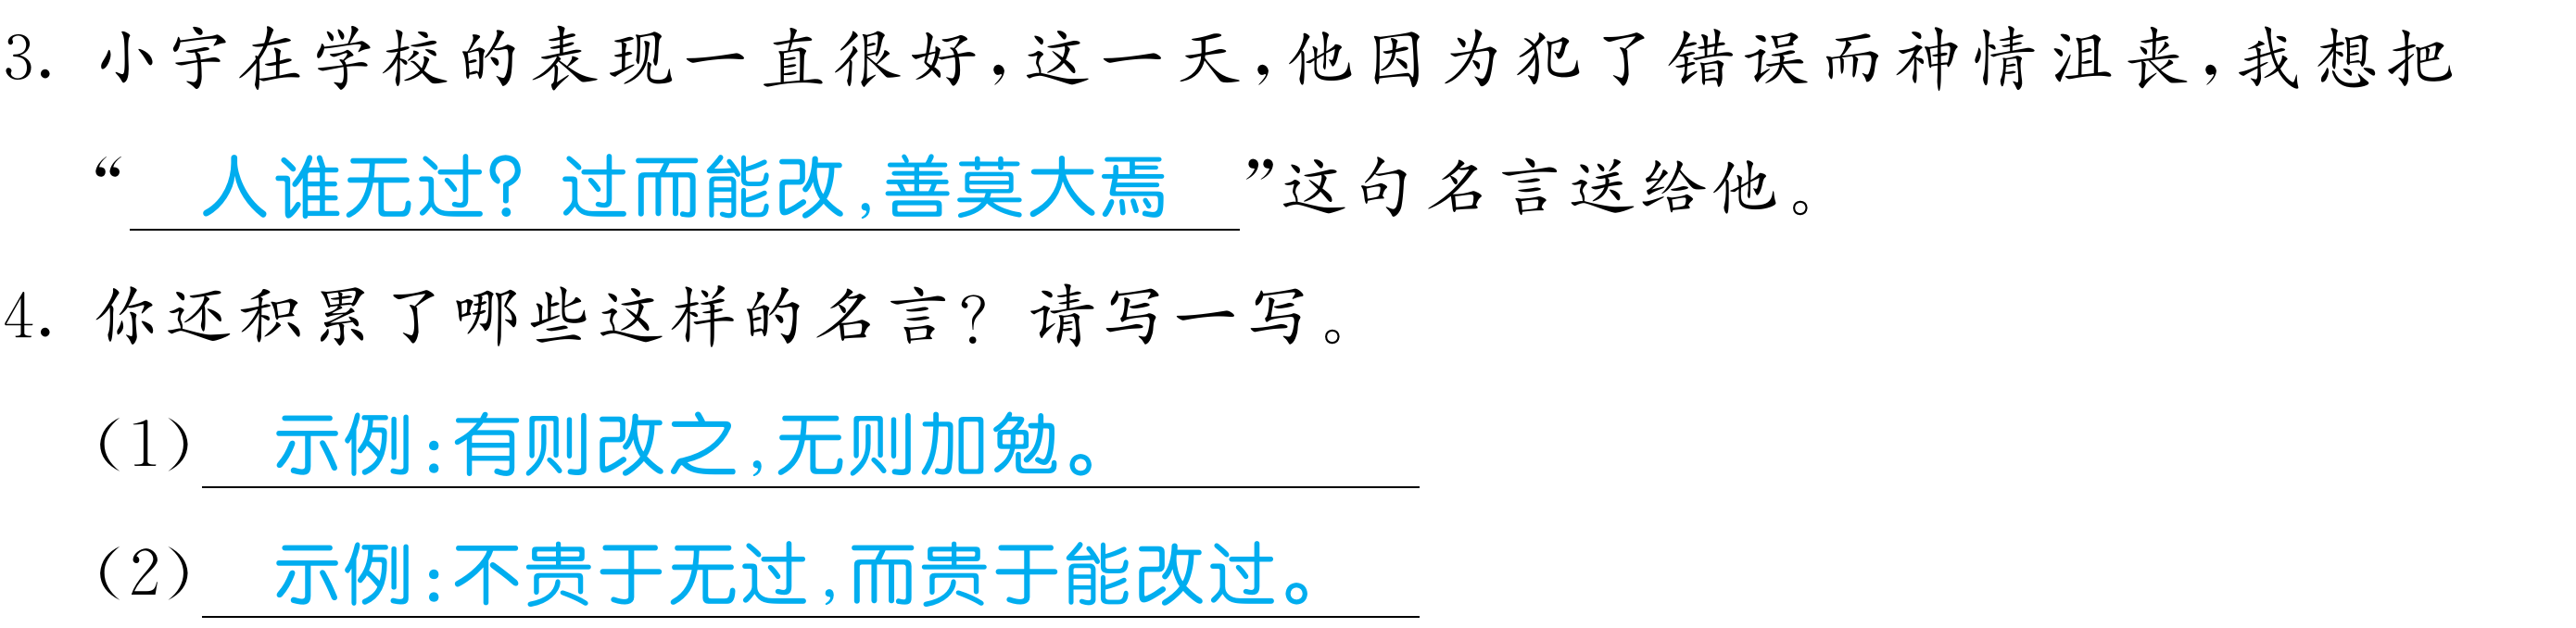 3. 小宇在学校的表现一直很好,这一天,他因为犯了错误而神情沮丧,我想把
“人谁无过？过而能改,善莫大焉”这句名言送给他。
4. 你还积累了哪些这样的名言？请写一写。
(1) 示例:有则改之,无则加勉。
(2) 示例:不贵于无过,而贵于能改过。